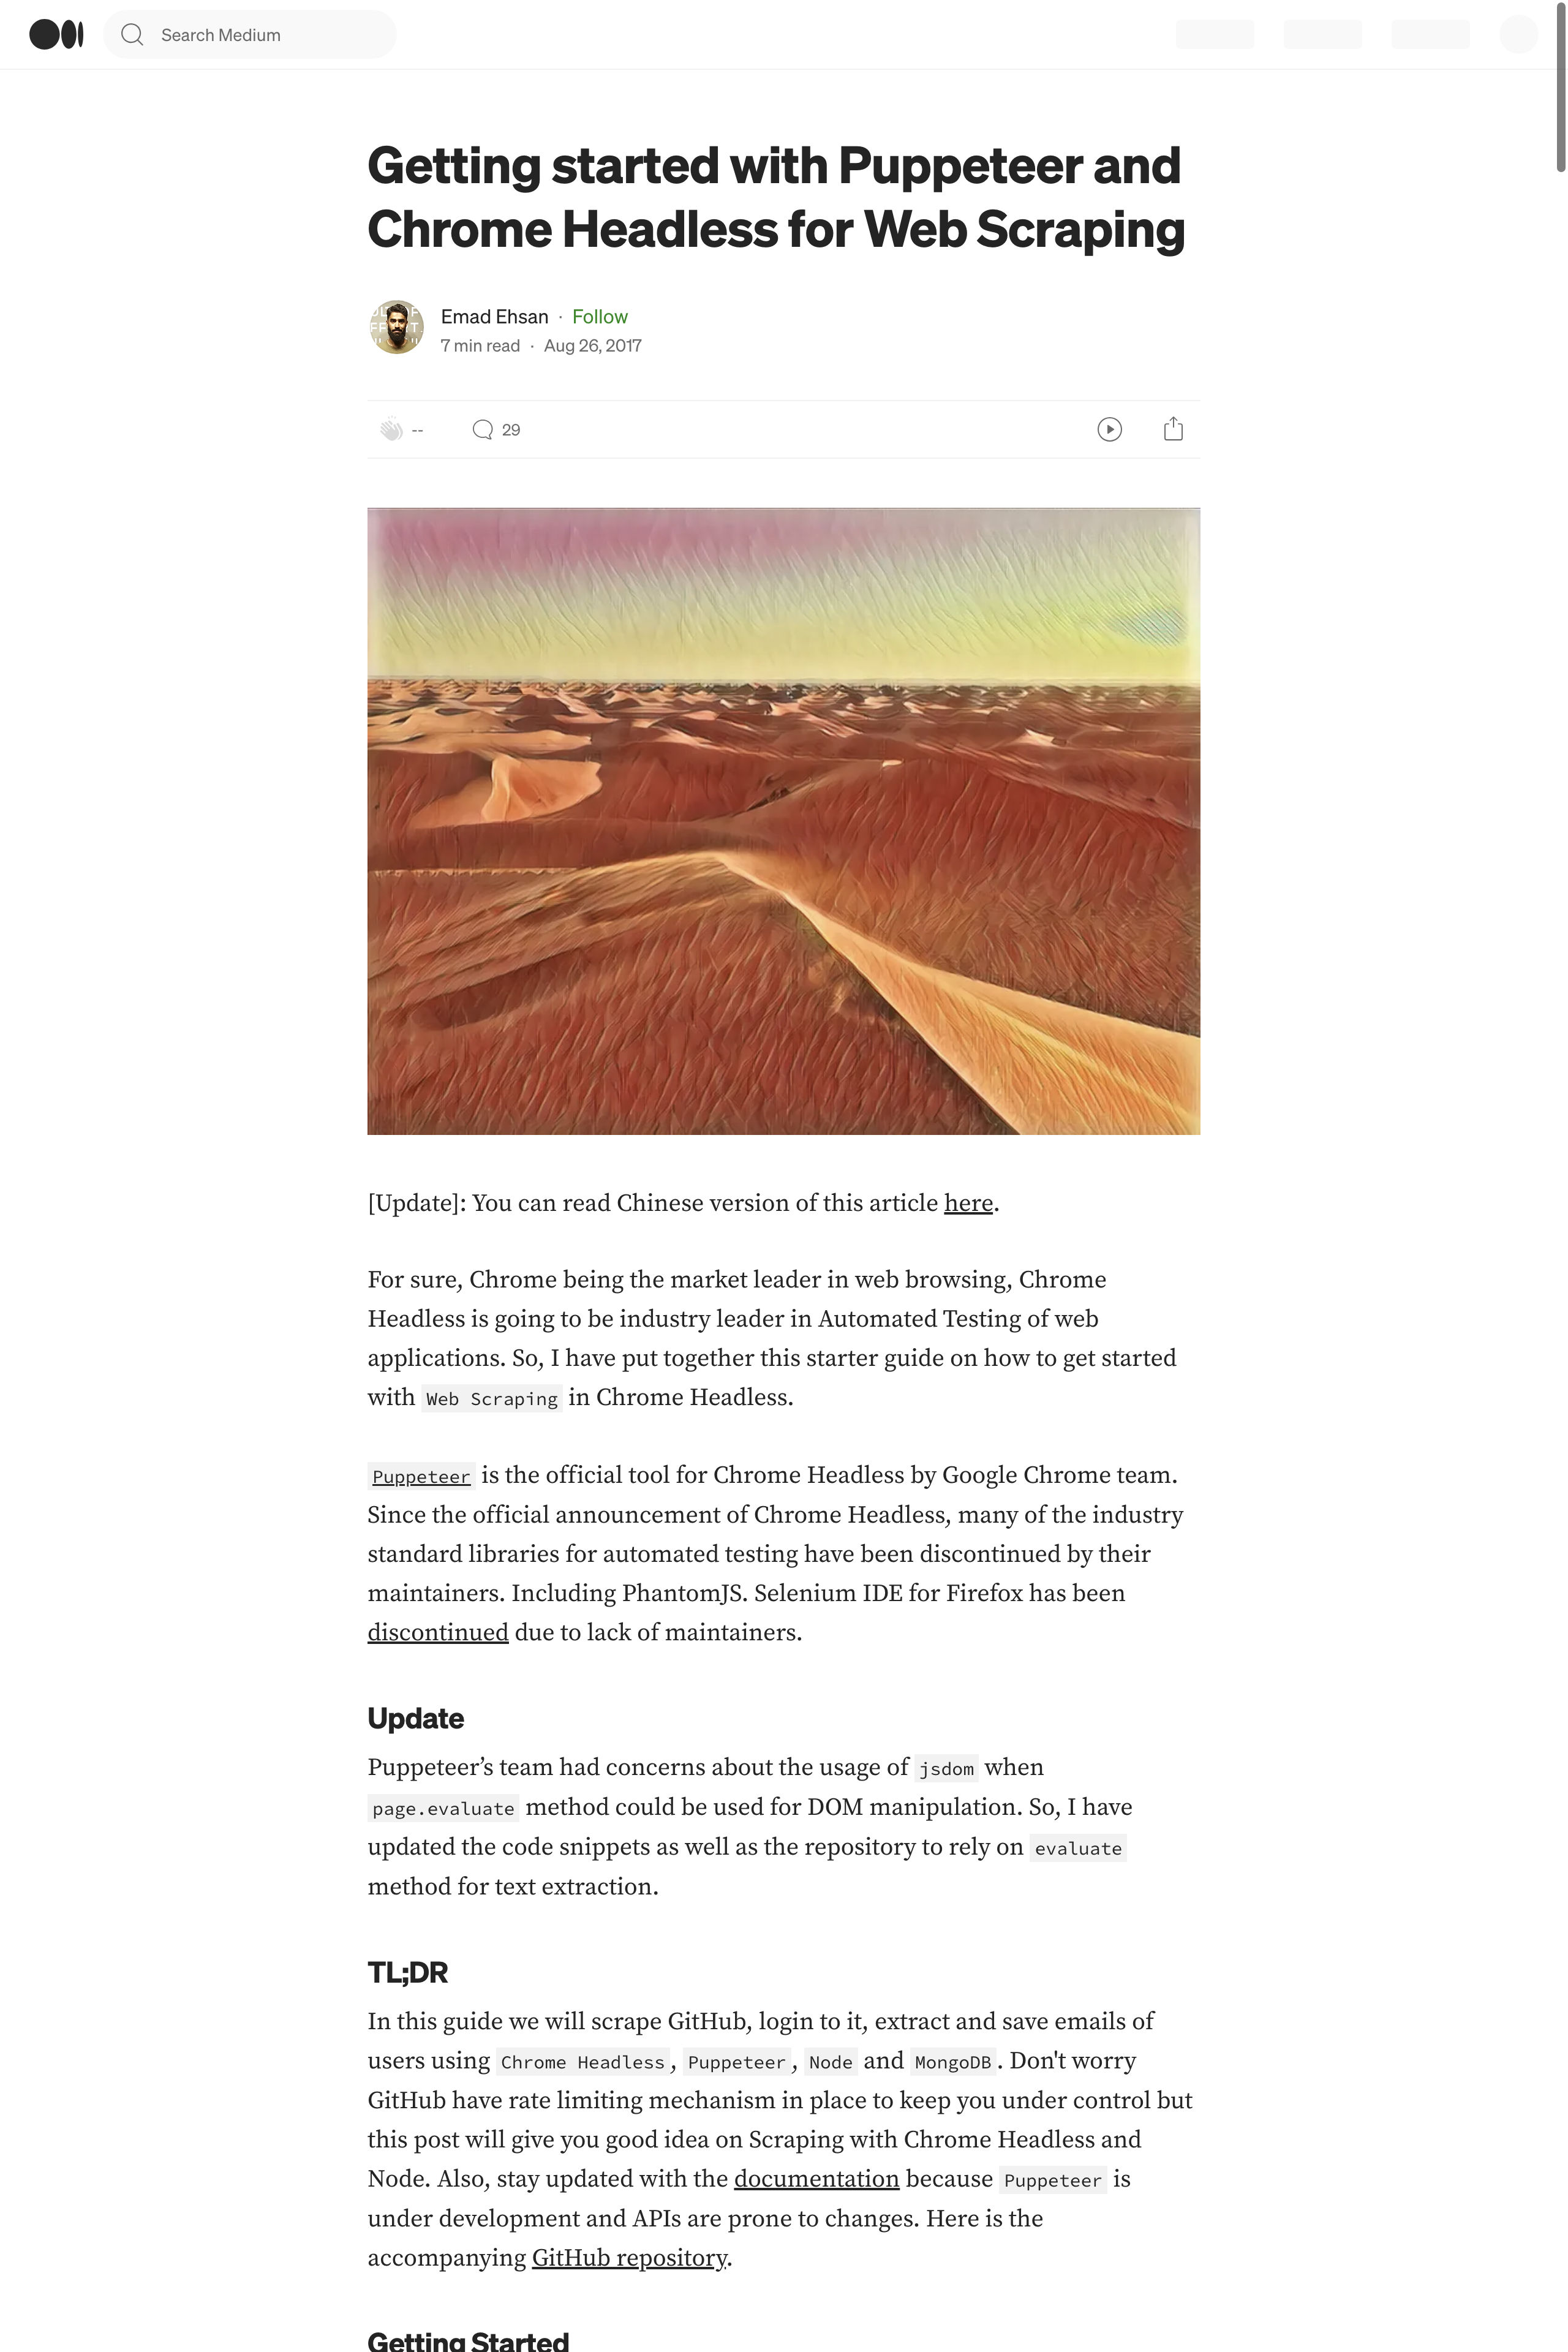 Search Medium
Getting started with Puppeteer and
Chrome Headless for Web Scraping
Emad Ehsan · Follow
7 min read · Aug 26, 2017
-- 29
[Update]: You can read Chinese version of this article here.
For sure, Chrome being the market leader in web browsing, Chrome
Headless is going to be industry leader in Automated Testing of web
applications. So, I have put together this starter guide on how to get started
with Web Scraping in Chrome Headless.
Puppeteer is the official tool for Chrome Headless by Google Chrome team.
Since the official announcement of Chrome Headless, many of the industry
standard libraries for automated testing have been discontinued by their
maintainers. Including PhantomJS. Selenium IDE for Firefox has been
discontinued due to lack of maintainers.
Update
Puppeteer’s team had concerns about the usage of jsdom when
page.evaluate method could be used for DOM manipulation. So, I have
updated the code snippets as well as the repository to rely on evaluate
method for text extraction.
TL;DR
In this guide we will scrape GitHub, login to it, extract and save emails of
users using Chrome Headless, Puppeteer, Node and MongoDB. Don't worry
GitHub have rate limiting mechanism in place to keep you under control but
this post will give you good idea on Scraping with Chrome Headless and
Node. Also, stay updated with the documentation because Puppeteer is
under development and APIs are prone to changes. Here is the
accompanying GitHub repository.
Getting Started